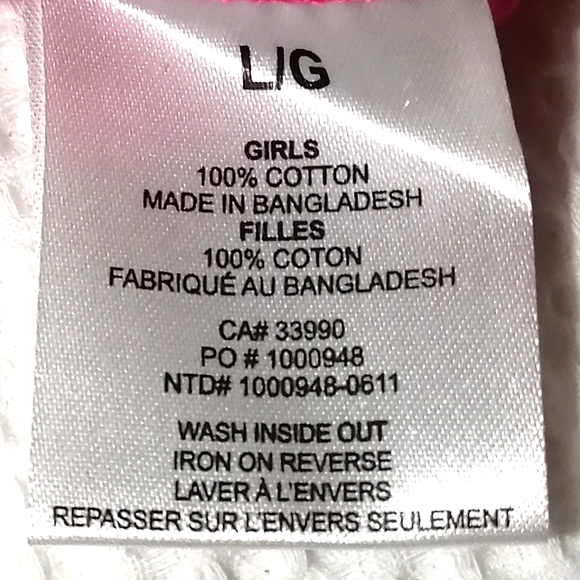 L/G
GIRLS
100% COTTON
MADE IN BANGLADESH
FILLES
100% COTON
FABRIQUÉ AU BANGLADESH
CA# 33990
PO # 1000948
NTD# 1000948-0611
WASH INSIDE OUT
IRON ON REVERSE
LAVER À L'ENVERS
REPASSER SUR L'ENVERS SEULEMENT